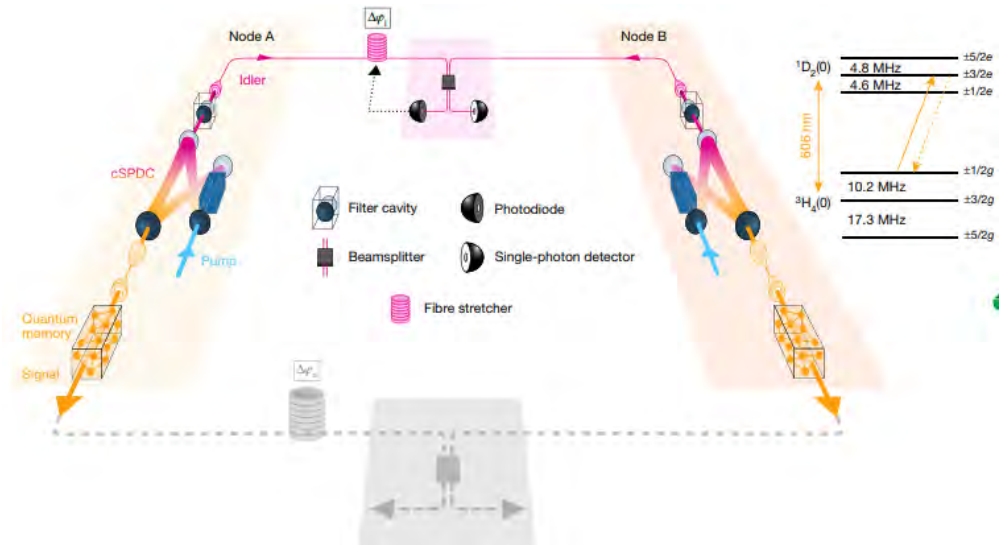 Δφᵢ
Node A
Node B
Idler
cSPDC
Pump
Quantum
memory
Signal
Filter cavity
Photodiode
Beamsplitter
Single-photon detector
Fibre stretcher
¹D₂(0)
4.8 MHz
4.6 MHz
±5/2e
±3/2e
±1/2e
606 nm
±1/2g
10.2 MHz
³H₄(0)
±3/2g
17.3 MHz
±5/2g